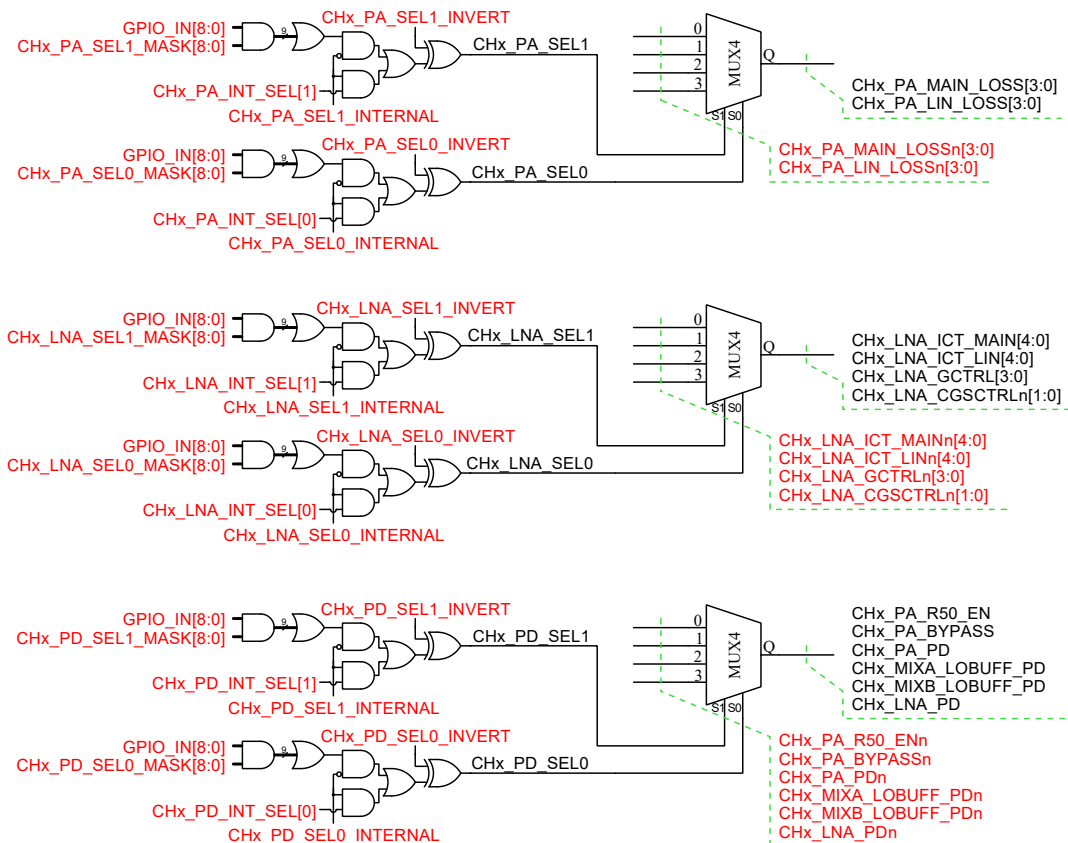 CHx_PA_SEL1_INVERT
GPIO_IN[8:0]
CHx_PA_SEL1_MASK[8:0]
9
CHx_PA_SEL1
CHx_PA_INT_SEL[1]
CHx_PA_SEL1_INTERNAL
0
1
2
3
MUX4
Q
S1
S0
CHx_PA_MAIN_LOSS[3:0]
CHx_PA_LIN_LOSS[3:0]
CHx_PA_MAIN_LOSSn[3:0]
CHx_PA_LIN_LOSSn[3:0]
CHx_PA_SEL0_INVERT
GPIO_IN[8:0]
CHx_PA_SEL0_MASK[8:0]
9
CHx_PA_SEL0
CHx_PA_INT_SEL[0]
CHx_PA_SEL0_INTERNAL
CHx_LNA_SEL1_INVERT
GPIO_IN[8:0]
CHx_LNA_SEL1_MASK[8:0]
9
CHx_LNA_SEL1
CHx_LNA_INT_SEL[1]
CHx_LNA_SEL1_INTERNAL
0
1
2
3
MUX4
Q
S1
S0
CHx_LNA_ICT_MAIN[4:0]
CHx_LNA_ICT_LIN[4:0]
CHx_LNA_GCTRL[3:0]
CHx_LNA_CGSCTRLn[1:0]
CHx_LNA_ICT_MAINn[4:0]
CHx_LNA_ICT_LINn[4:0]
CHx_LNA_GCTRLn[3:0]
CHx_LNA_CGSCTRLn[1:0]
CHx_LNA_SEL0_INVERT
GPIO_IN[8:0]
CHx_LNA_SEL0_MASK[8:0]
9
CHx_LNA_SEL0
CHx_LNA_INT_SEL[0]
CHx_LNA_SEL0_INTERNAL
CHx_PD_SEL1_INVERT
GPIO_IN[8:0]
CHx_PD_SEL1_MASK[8:0]
9
CHx_PD_SEL1
CHx_PD_INT_SEL[1]
CHx_PD_SEL1_INTERNAL
0
1
2
3
MUX4
Q
S1
S0
CHx_PA_R50_EN
CHx_PA_BYPASS
CHx_PA_PD
CHx_MIXA_LOBUFF_PD
CHx_MIXB_LOBUFF_PD
CHx_LNA_PD
CHx_PD_SEL0_INVERT
GPIO_IN[8:0]
CHx_PD_SEL0_MASK[8:0]
9
CHx_PD_SEL0
CHx_PD_INT_SEL[0]
CHx_PD_SEL0_INTERNAL
CHx_PA_R50_ENn
CHx_PA_BYPASSn
CHx_PA_PDn
CHx_MIXA_LOBUFF_PDn
CHx_MIXB_LOBUFF_PDn
CHx_LNA_PDn